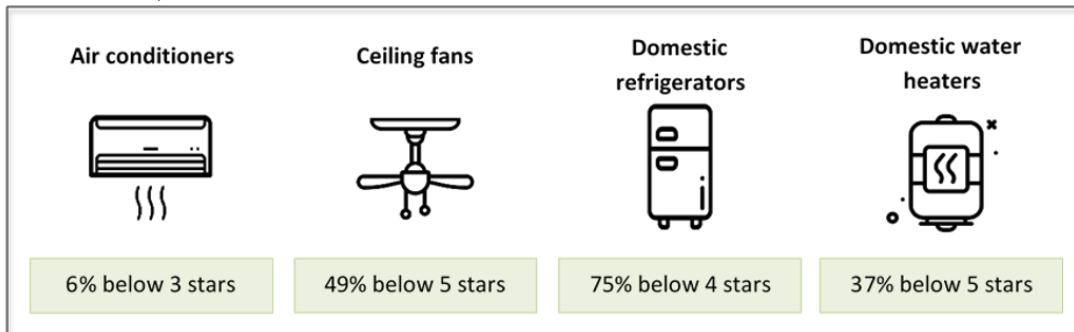 Air conditioners
Ceiling fans
Domestic
refrigerators
Domestic water
heaters
6% below 3 stars
49% below 5 stars
75% below 4 stars
37% below 5 stars